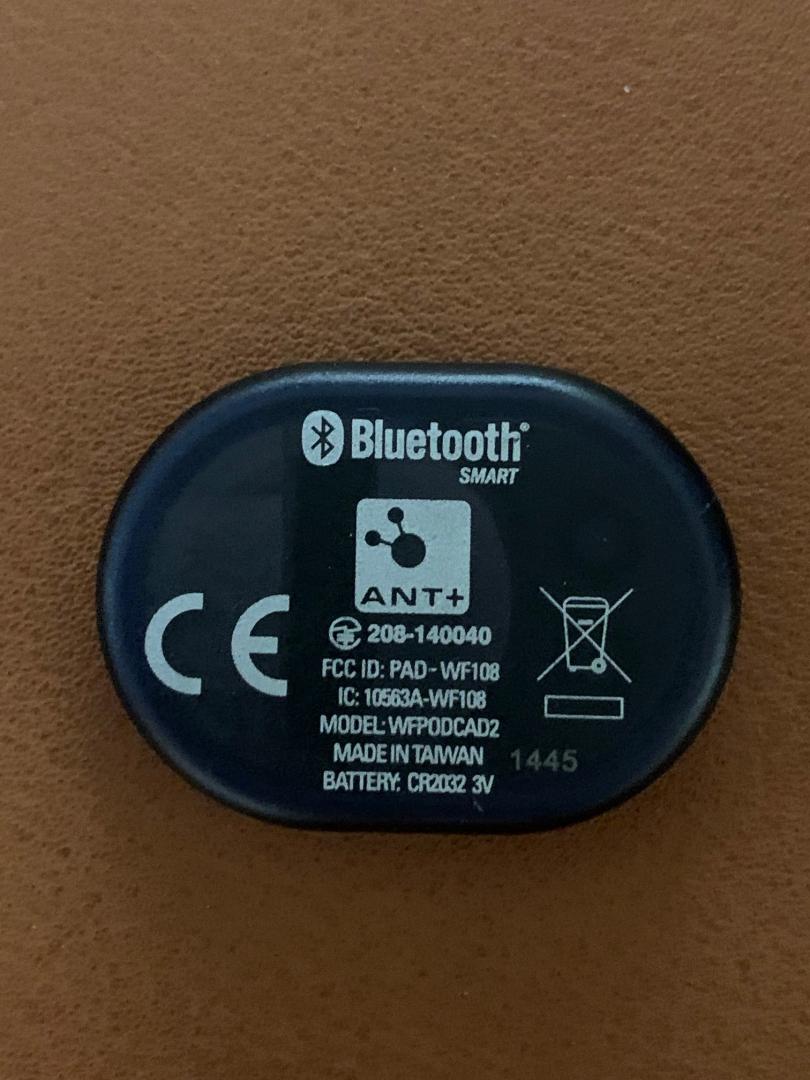 Bluetooth®
SMART
ANT+
CE
208-140040
FCC ID: PAD-WF108
IC: 10563A-WF108
MODEL: WFPODCAD2
MADE IN TAIWAN
1445
BATTERY: CR2032 3V